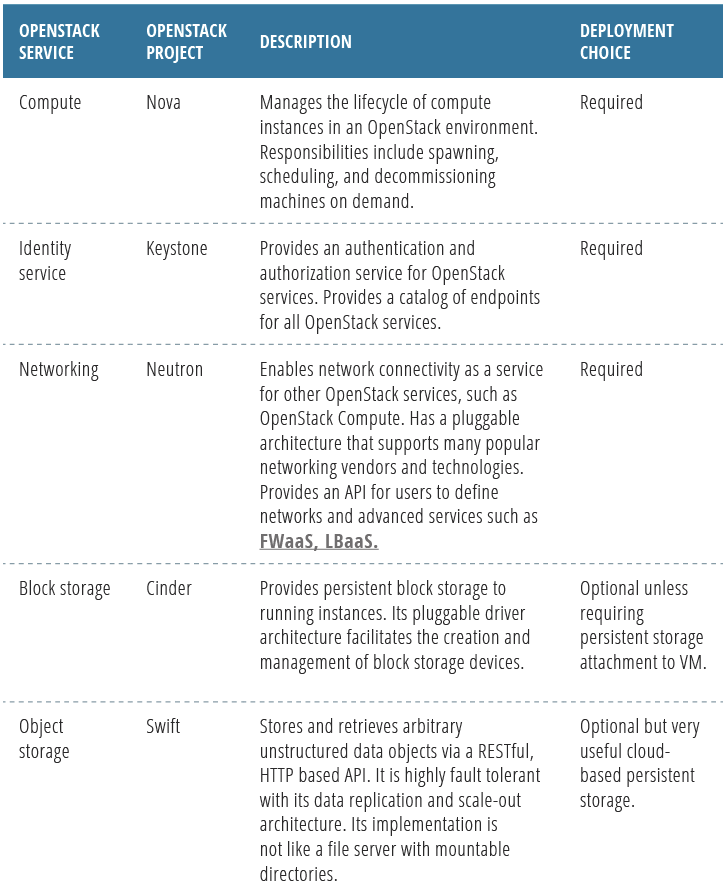 OPENSTACK SERVICE
OPENSTACK PROJECT
DESCRIPTION
DEPLOYMENT CHOICE
Compute
Nova
Manages the lifecycle of compute
instances in an OpenStack environment.
Responsibilities include spawning,
scheduling, and decommissioning
machines on demand.
Required
Identity
service
Keystone
Provides an authentication and
authorization service for OpenStack
services. Provides a catalog of endpoints
for all OpenStack services.
Required
Networking
Neutron
Enables network connectivity as a service
for other OpenStack services, such as
OpenStack Compute. Has a pluggable
architecture that supports many popular
networking vendors and technologies.
Provides an API for users to define
networks and advanced services such as
FWaaS, LBaaS.
Required
Block storage
Cinder
Provides persistent block storage to
running instances. Its pluggable driver
architecture facilitates the creation and
management of block storage devices.
Optional unless
requiring
persistent storage
attachment to VM.
Object
storage
Swift
Stores and retrieves arbitrary
unstructured data objects via a RESTful,
HTTP based API. It is highly fault tolerant
with its data replication and scale-out
architecture. Its implementation is
not like a file server with mountable
directories.
Optional but very
useful cloud-
based persistent
storage.